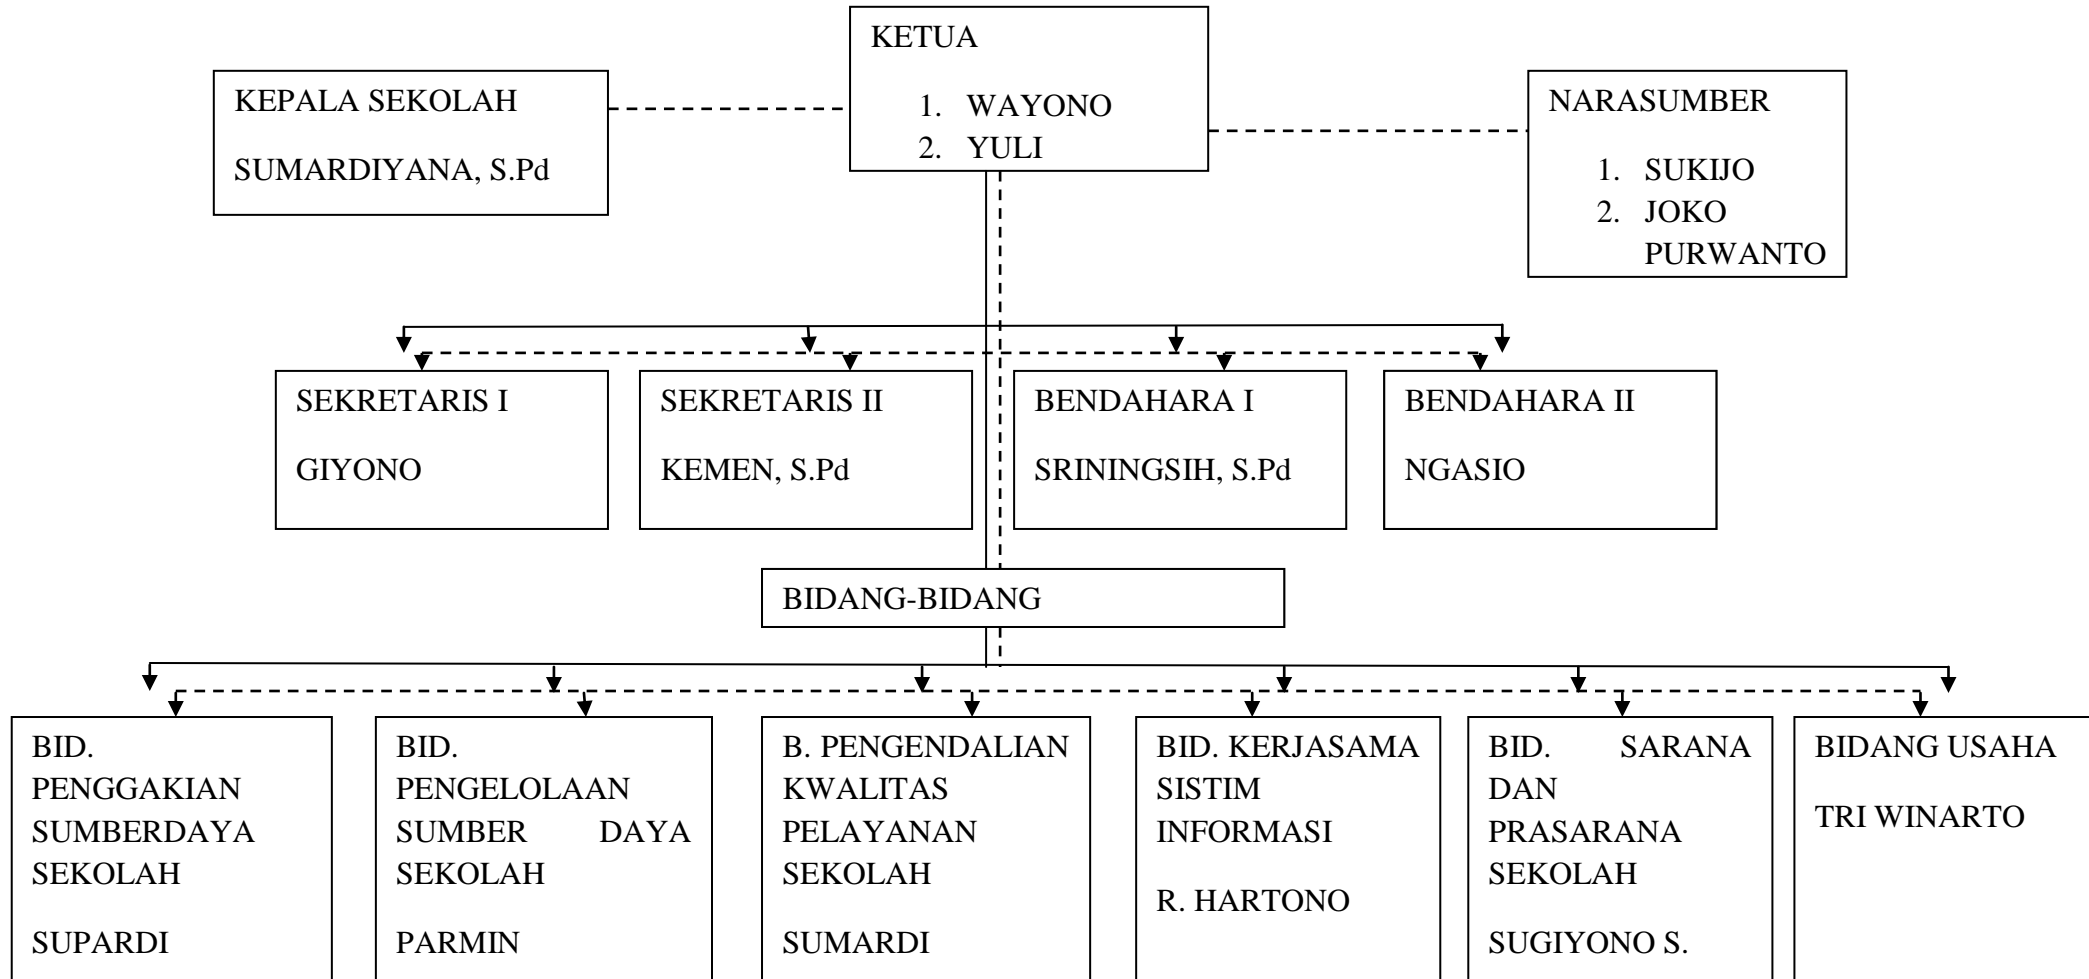 KETUA
1. WAYONO
2. YULI
KEPALA SEKOLAH
SUMARDIYANA, S.Pd
NARASUMBER
1. SUKIJO
2. JOKO
PURWANTO
SEKRETARIS I
GIYONO
SEKRETARIS II
KEMEN, S.Pd
BENDAHARA I
SRININGSIH, S.Pd
BENDAHARA II
NGASIO
BIDANG-BIDANG
BID.
PENGGAKIAN
SUMBERDAYA
SEKOLAH
SUPARDI
BID.
PENGELOLAAN
SUMBER DAYA
SEKOLAH
PARMIN
B. PENGENDALIAN
KWALITAS
PELAYANAN
SEKOLAH
SUMARDI
BID. KERJASAMA
SISTIM
INFORMASI
R. HARTONO
BID. SARANA
DAN
PRASARANA
SEKOLAH
SUGIYONO S.
BIDANG USAHA
TRI WINARTO